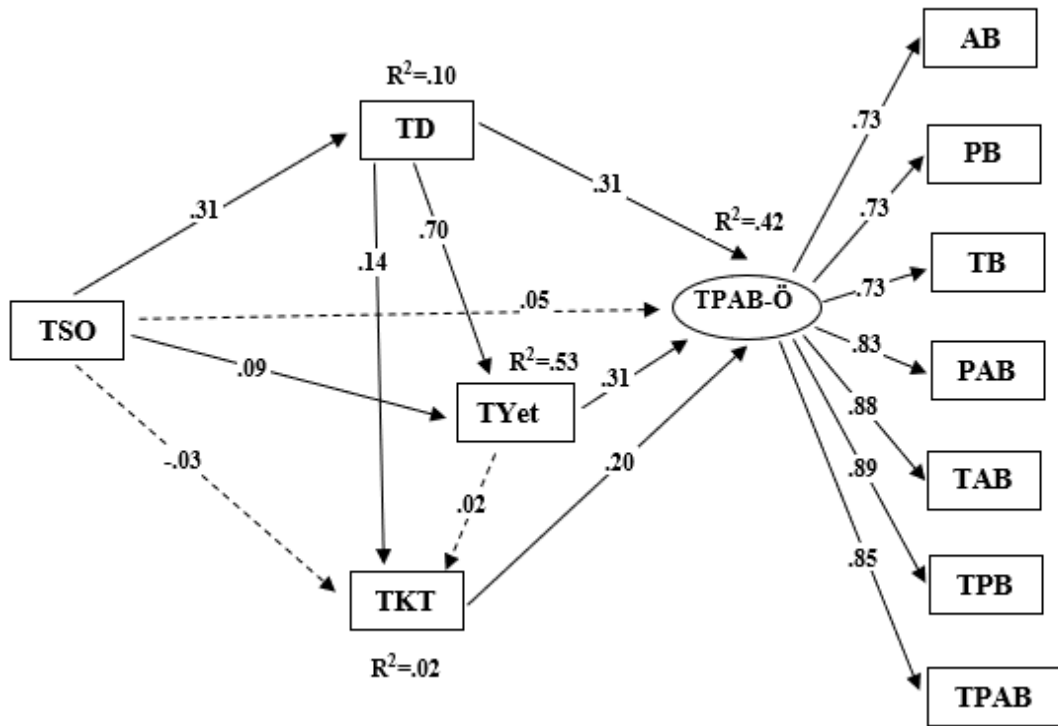 AB
R²=.10
TD
.73
PB
.31
.31
R²=.42
.73
.70
.14
TB
.73
TSO
.05
TPAB-Ö
.83
PAB
.09
R²=.53
.31
TYet
.88
-.03
.20
.89
TAB
.02
.85
TPB
TKT
R²=.02
TPAB